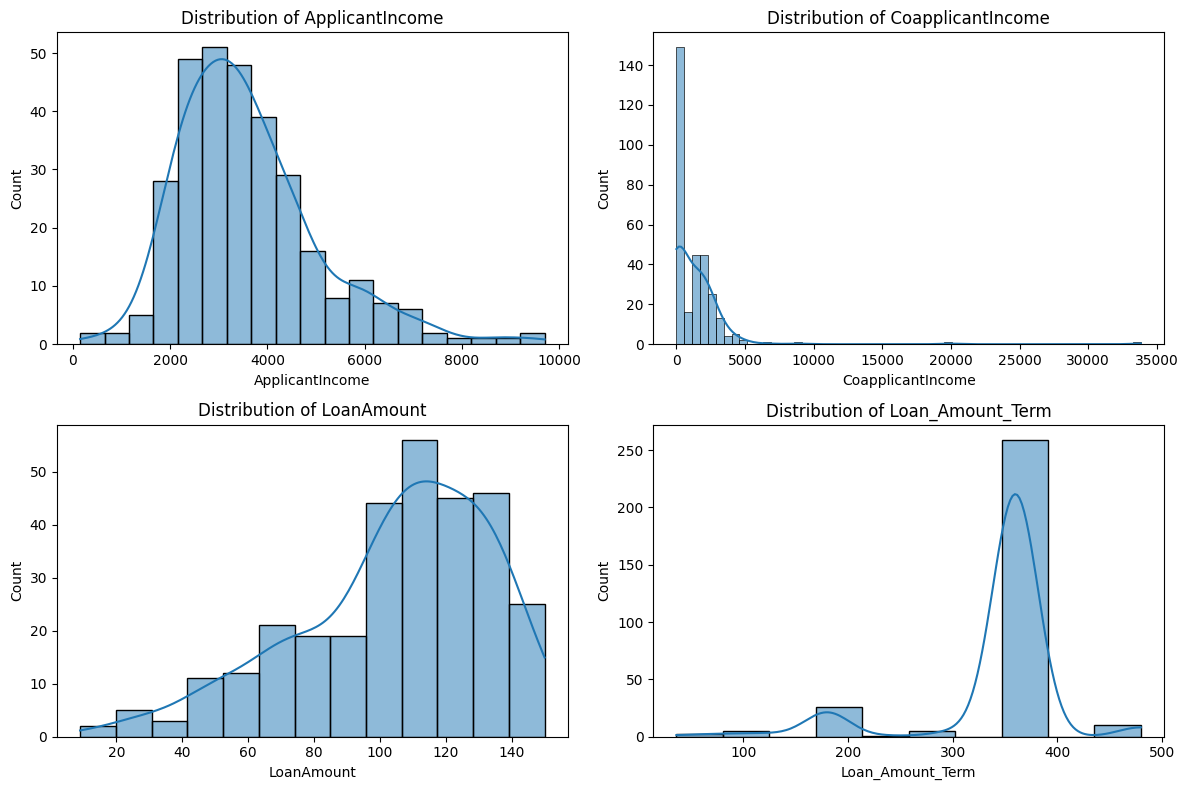 Distribution of ApplicantIncome
Count
50
40
30
20
10
0
0 2000 4000 6000 8000 10000
ApplicantIncome
Distribution of CoapplicantIncome
Count
140
120
100
80
60
40
20
0
0 5000 10000 15000 20000 25000 30000 35000
CoapplicantIncome
Distribution of LoanAmount
Count
50
40
30
20
10
0
20 40 60 80 100 120 140
LoanAmount
Distribution of Loan_Amount_Term
Count
250
200
150
100
50
0
100 200 300 400 500
Loan_Amount_Term